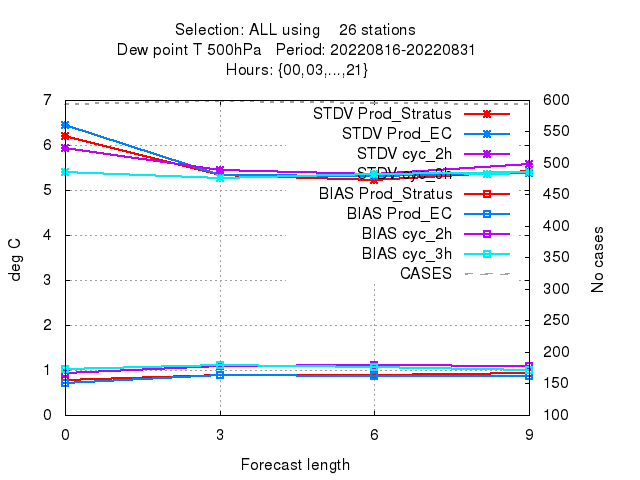 Selection: ALL using 26 stations
Dew point T 500hPa Period: 20220816-20220831
Hours: {00,03,...,21}
7
6
5
4
3
2
1
0
deg C
600
550
500
450
400
350
300
250
200
150
100
No cases
STDV Prod_Stratus
STDV Prod_EC
STDV cyc_2h
STDV cyc_3h
BIAS Prod_Stratus
BIAS Prod_EC
BIAS cyc_2h
BIAS cyc_3h
CASES
0 3 6 9
Forecast length